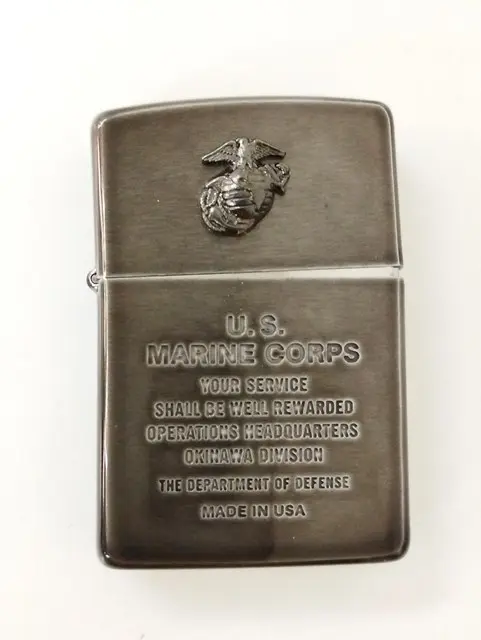 U.S.
MARINE CORPS
YOUR SERVICE
SHALL BE WELL REWARDED
OPERATIONS HEADQUARTERS
OKINAWA DIVISION
THE DEPARTMENT OF DEFENSE
MADE IN USA